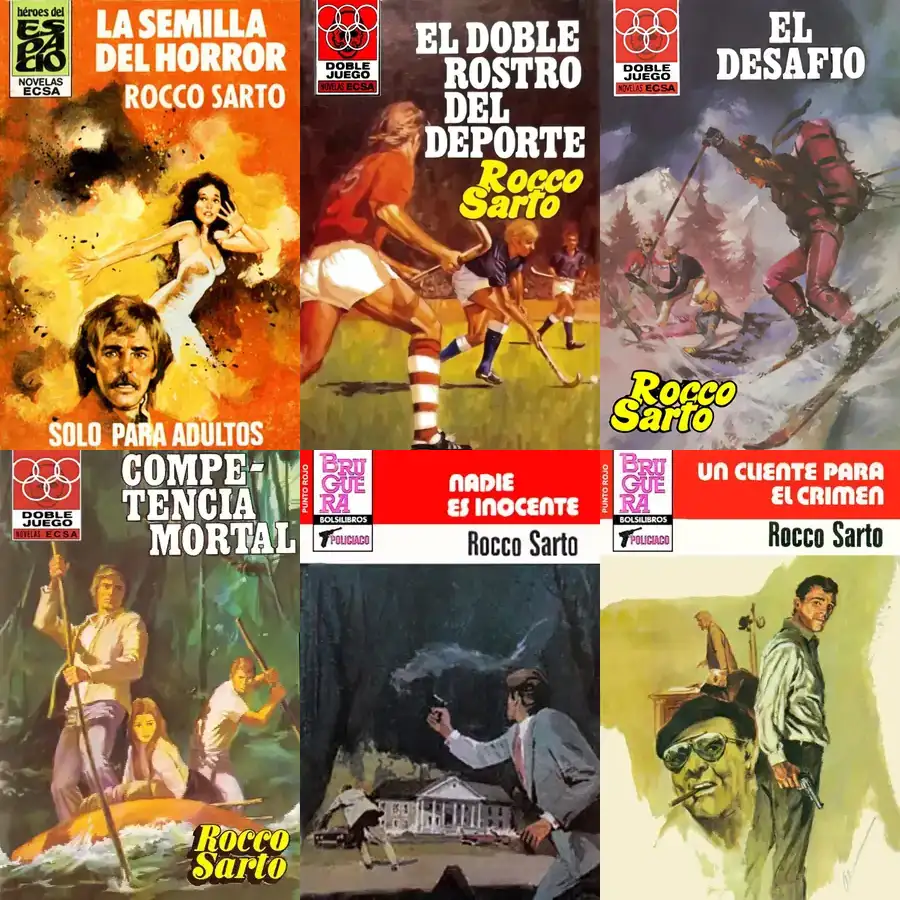 héroes del
ESPACIO
NOVELAS
ECSA
LA SEMILLA
DEL HORROR
ROCCO SARTO
SOLO PARA ADULTOS
DOBLE
JUEGO
NOVELAS ECSA
EL DOBLE
ROSTRO
DEL
DEPORTE
Rocco
Sarto
DOBLE
JUEGO
NOVELAS ECSA
EL
DESAFIO
Rocco
Sarto
DOBLE
JUEGO
NOVELAS ECSA
COMPE-
TENCIA
MORTAL
Rocco
Sarto
PUNTO ROJO
BRU
GUE
RA
BOLSILIBROS
POLICIACO
NADIE
ES INOCENTE
Rocco Sarto
PUNTO ROJO
BRU
GUE
RA
BOLSILIBROS
POLICIACO
UN CLIENTE PARA
EL CRIMEN
Rocco Sarto